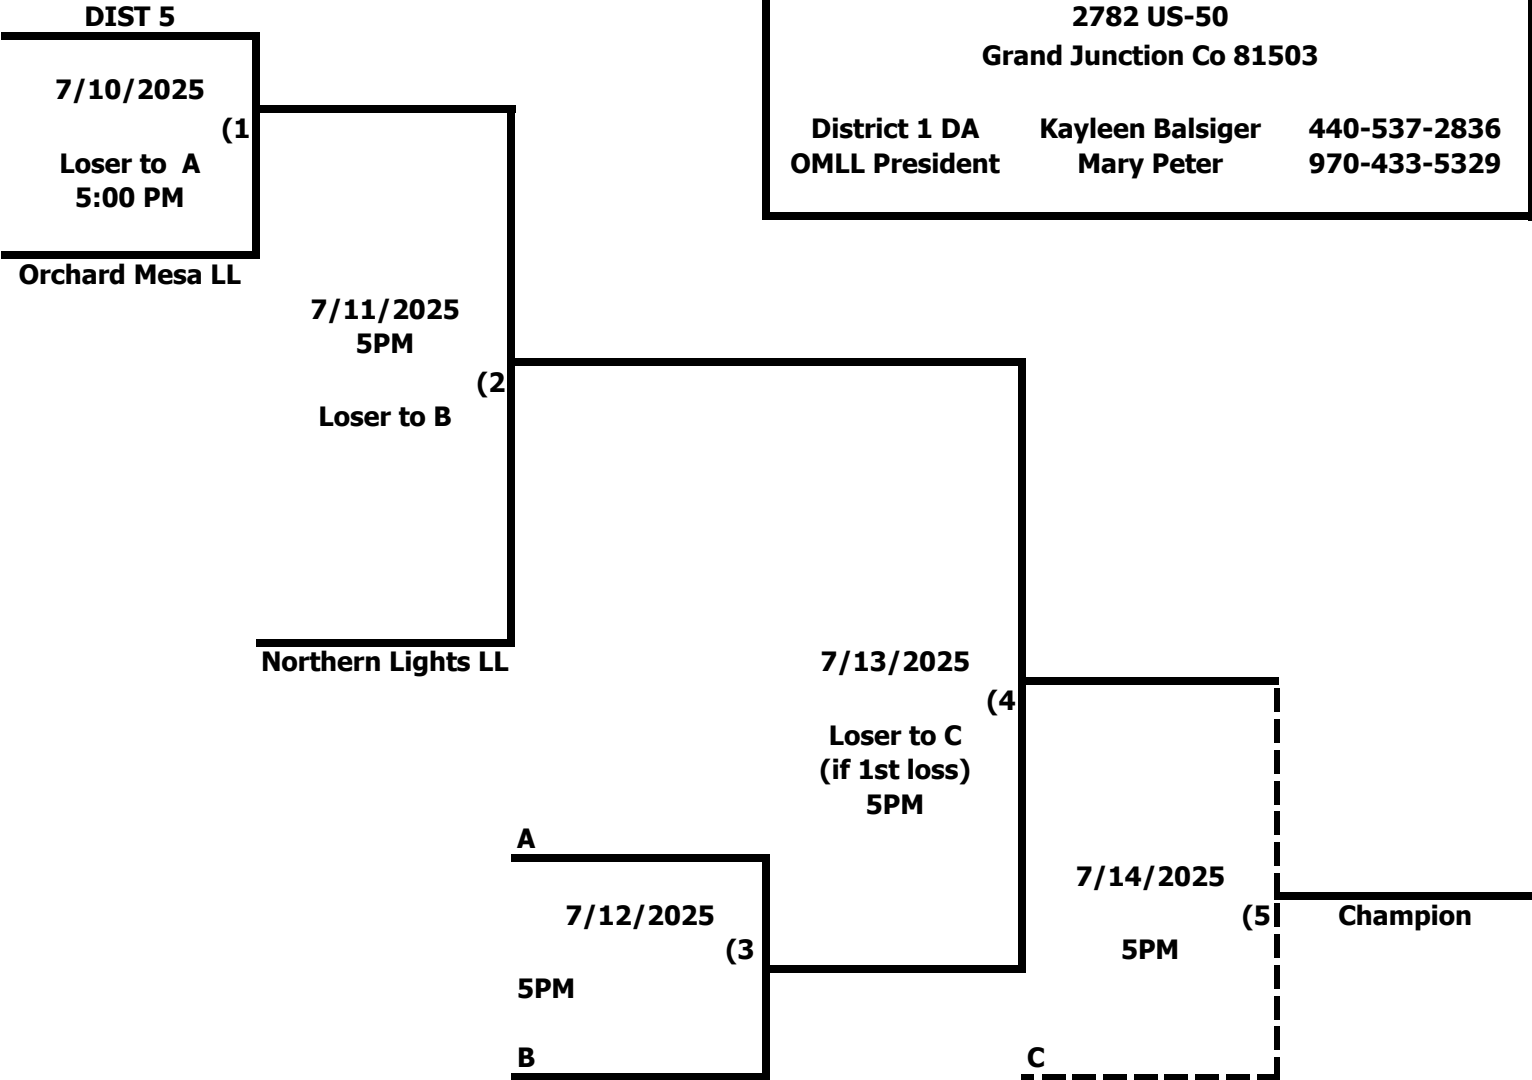 DIST 5
7/10/2025
(1
Loser to A
5:00 PM
Orchard Mesa LL
2782 US-50
Grand Junction Co 81503
District 1 DA Kayleen Balsiger 440-537-2836
OMLL President Mary Peter 970-433-5329
7/11/2025
5PM
(2
Loser to B
Northern Lights LL
7/13/2025
(4
Loser to C
(if 1st loss)
5PM
A
7/12/2025
(3
5PM
B
7/14/2025
(5
5PM
C
Champion